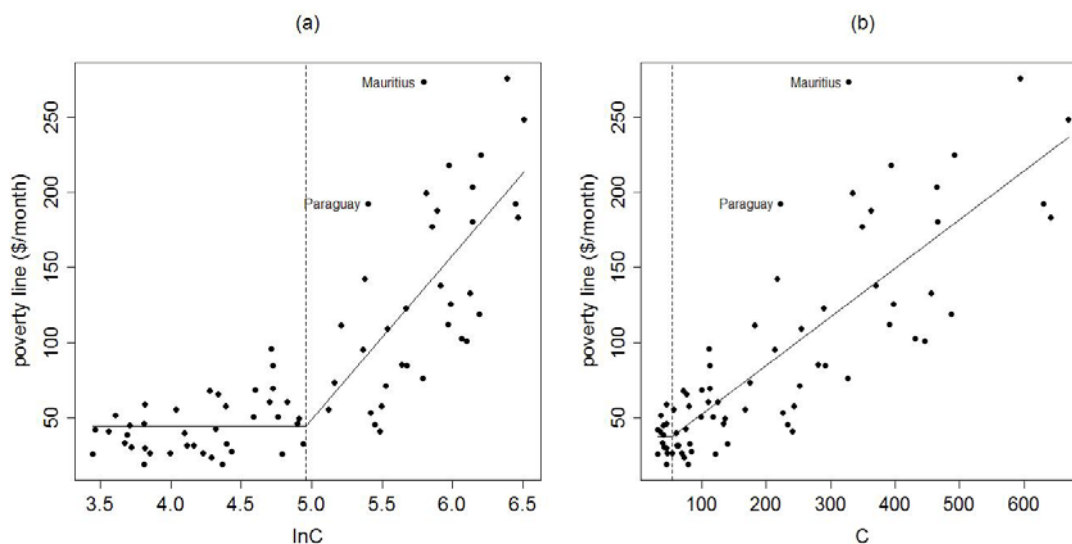 (a)
poverty line ($/month)
250
200
150
100
50
Mauritius
Paraguay
3.5 4.0 4.5 5.0 5.5 6.0 6.5
lnC
(b)
poverty line ($/month)
250
200
150
100
50
Mauritius
Paraguay
100 200 300 400 500 600
C